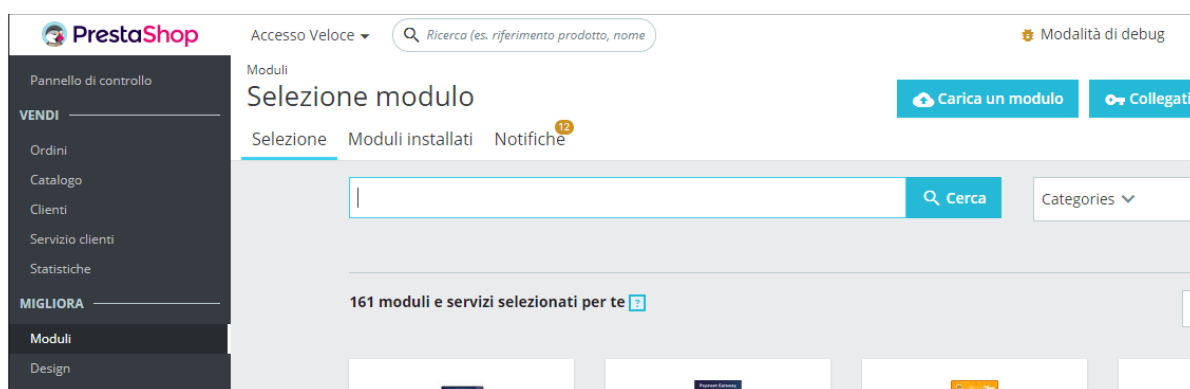 PrestaShop
Accesso Veloce
Ricerca (es. riferimento prodotto, nome
Modalità di debug
Pannello di controllo
VENDI
Ordini
Catalogo
Clienti
Servizio clienti
Statistiche
MIGLIORA
Moduli
Design
Moduli
Selezione modulo
Carica un modulo
Collegati
Selezione
Moduli installati
Notifiche
12
Cerca
Categories
161 moduli e servizi selezionati per te ?
Payment Gateway